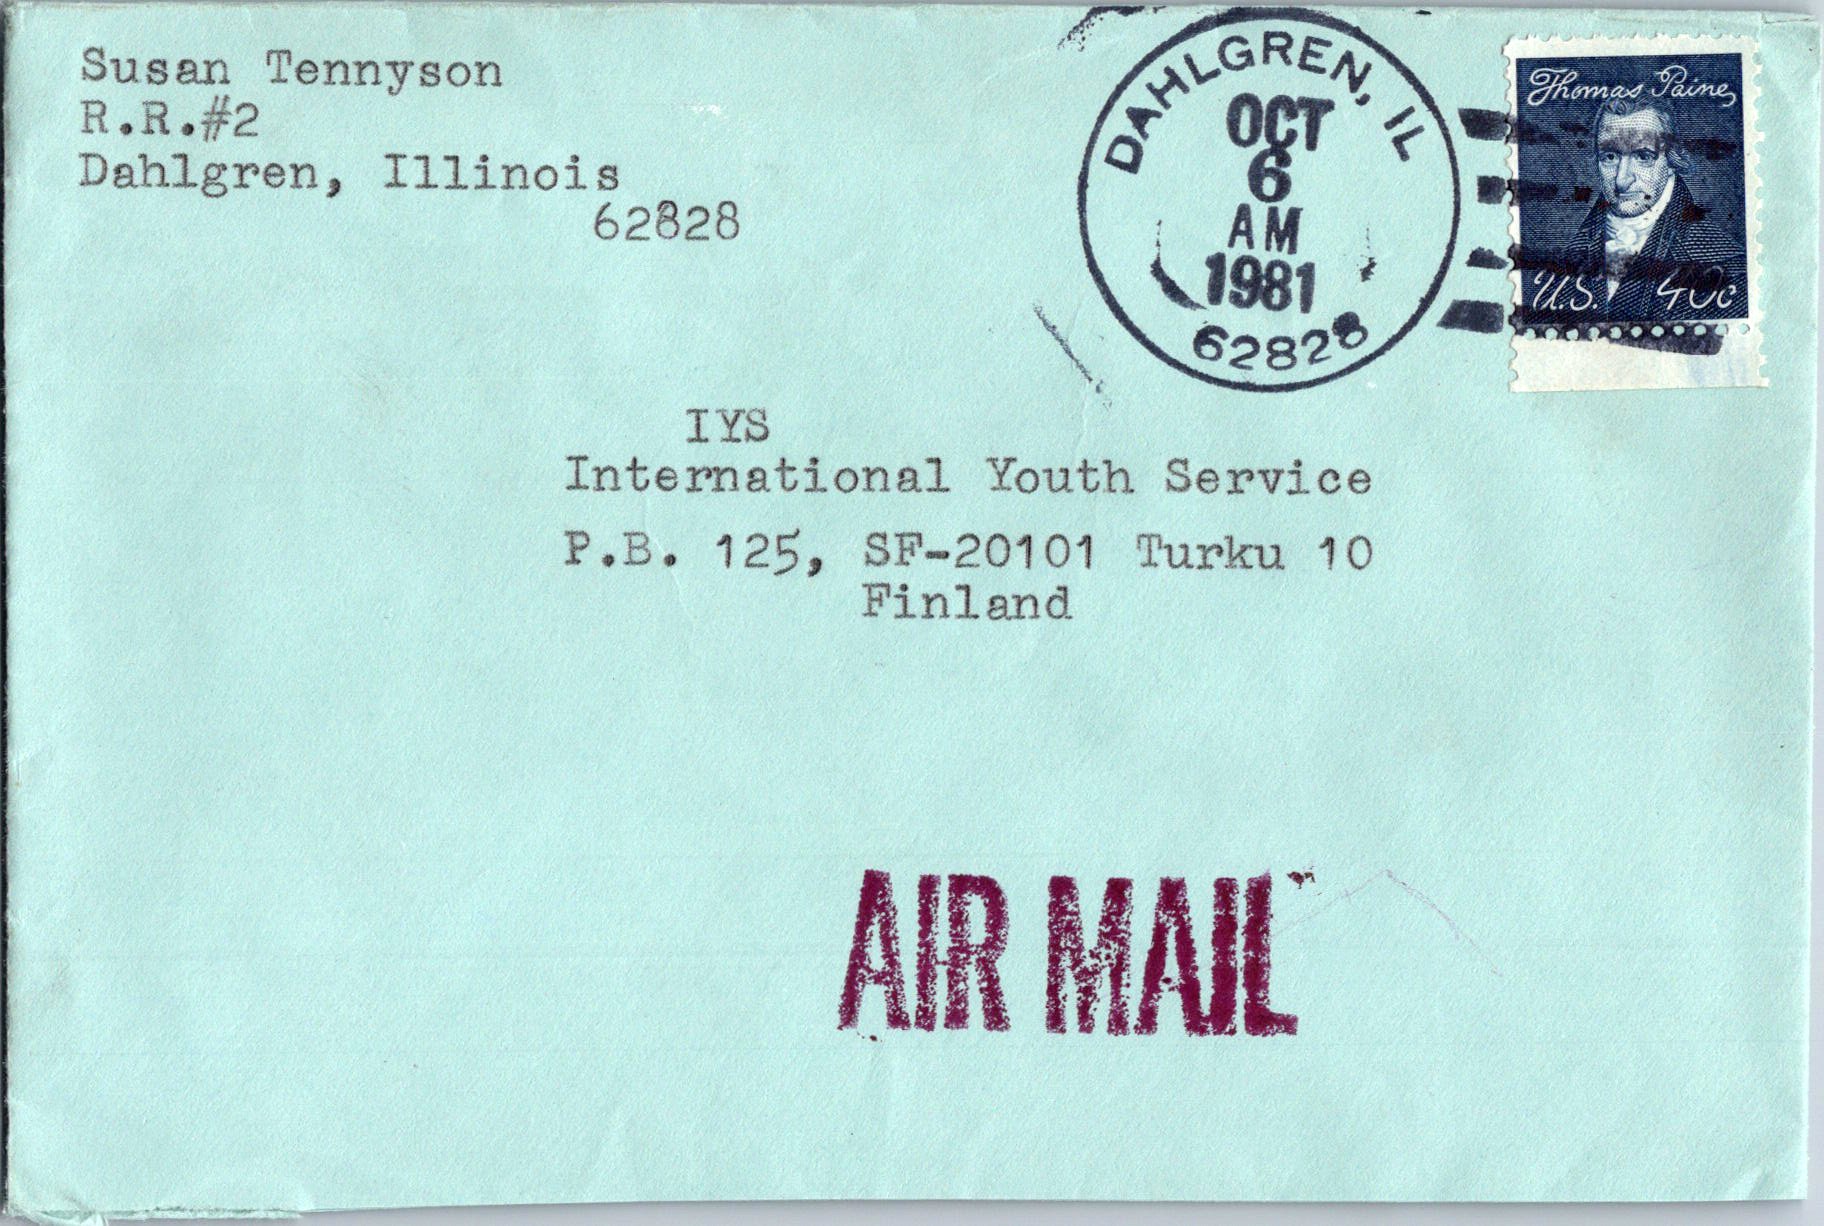 Susan Tennyson
R.R.#2
Dahlgren, Illinois
62828
DAHLGREN, IL
OCT
6
AM
1981
62828
Thomas Paine
U.S. 40c
IYS
International Youth Service
P.B. 125, SF-20101 Turku 10
Finland
AIR MAIL